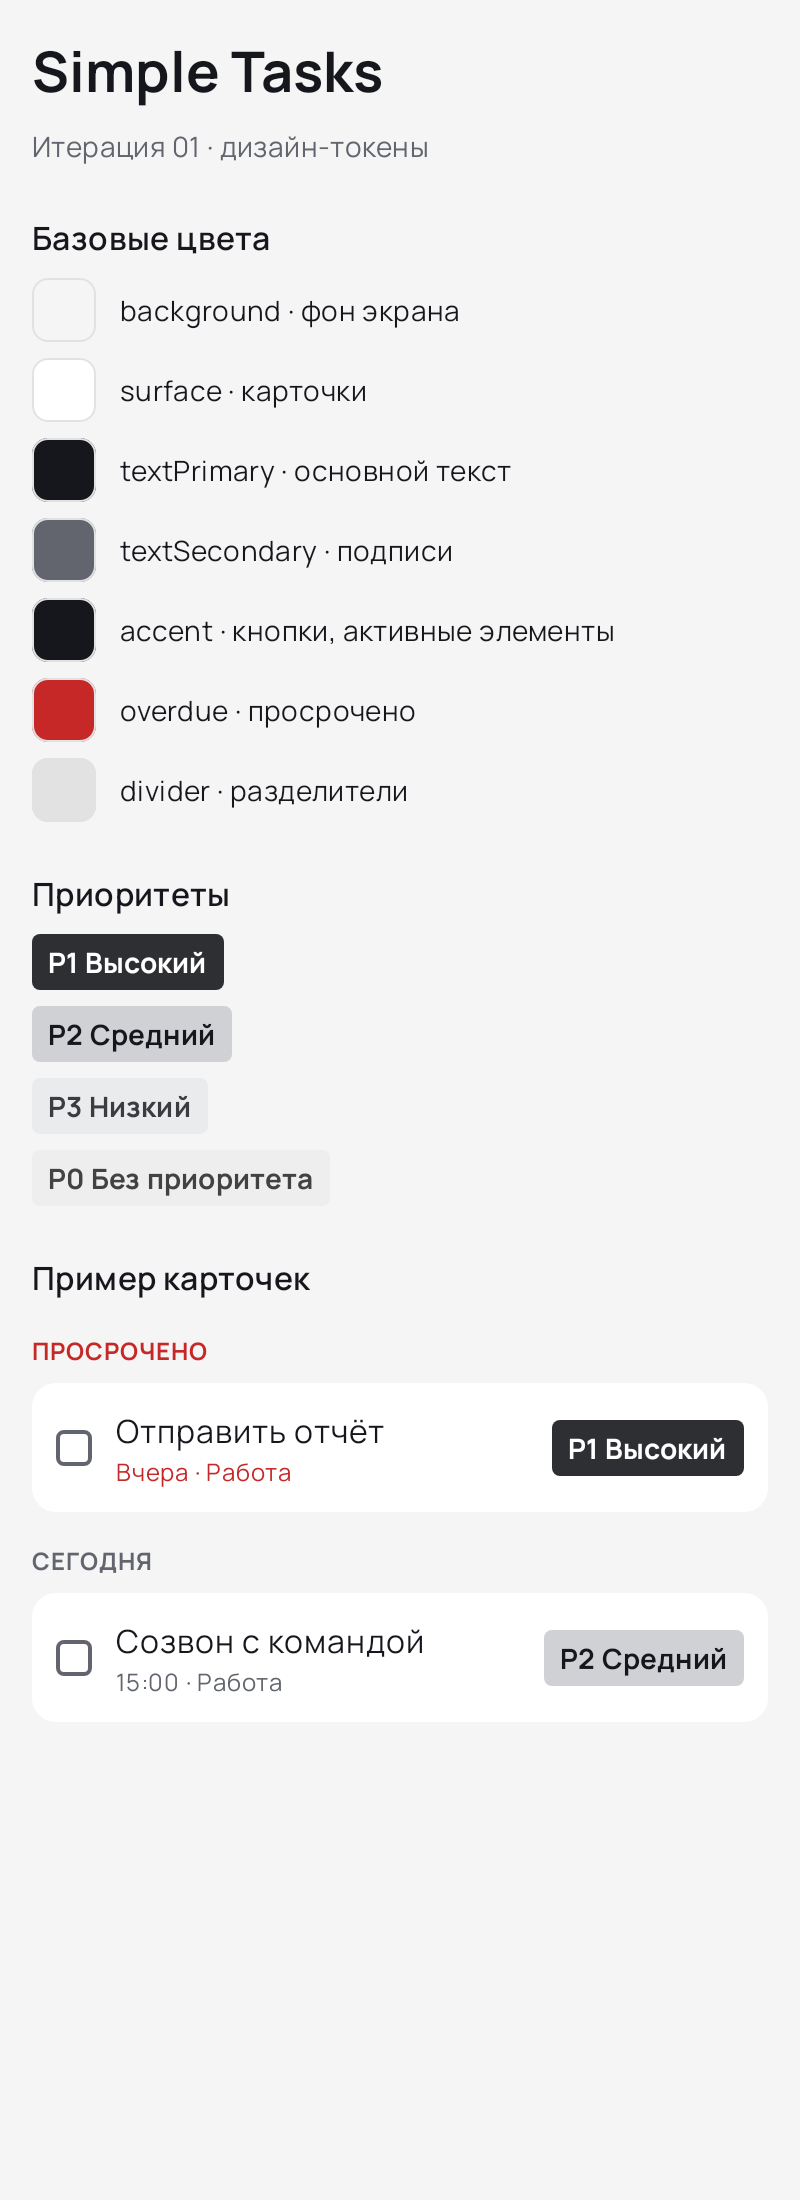 Simple Tasks
Итерация 01 · дизайн-токены
Базовые цвета
background · фон экрана
surface · карточки
textPrimary · основной текст
textSecondary · подписи
accent · кнопки, активные элементы
overdue · просрочено
divider · разделители
Приоритеты
P1 Высокий
P2 Средний
P3 Низкий
P0 Без приоритета
Пример карточек
ПРОСРОЧЕНО
Отправить отчёт
P1 Высокий
Вчера · Работа
СЕГОДНЯ
Созвон с командой
P2 Средний
15:00 · Работа